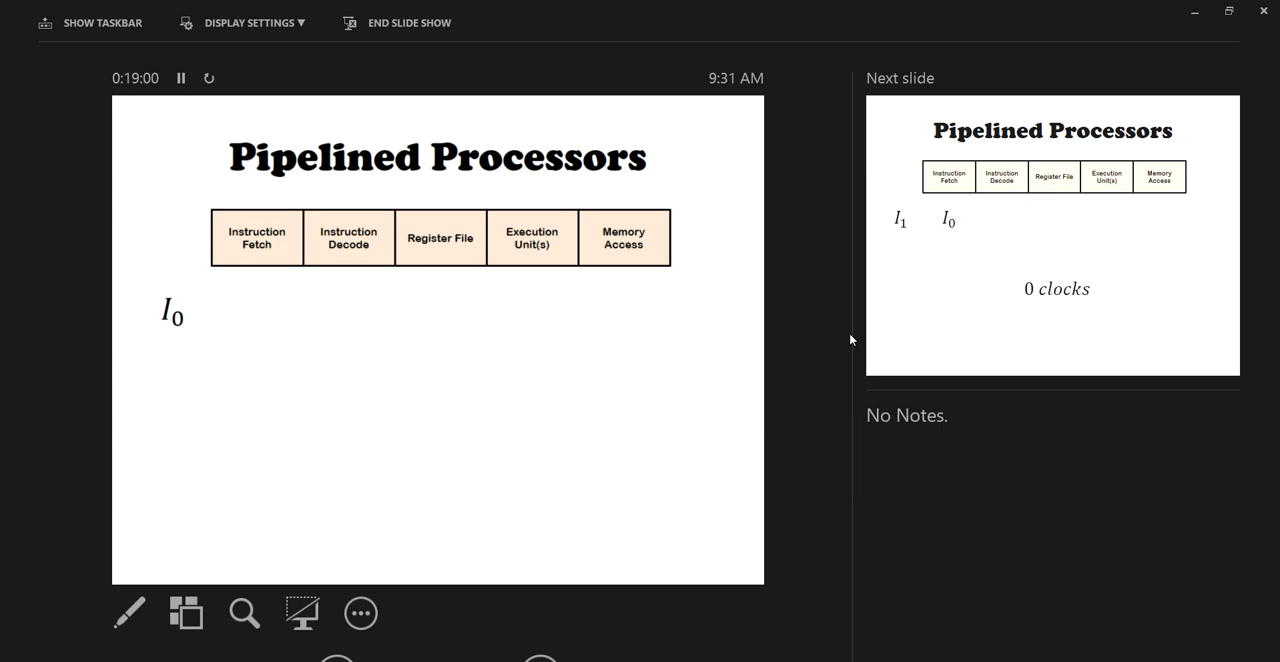 SHOW TASKBAR
DISPLAY SETTINGS ▼
END SLIDE SHOW
0:19:00
9:31 AM
Pipelined Processors
Instruction Fetch
Instruction Decode
Register File
Execution Unit(s)
Memory Access
I₀
Next slide
Pipelined Processors
Instruction Fetch
Instruction Decode
Register File
Execution Unit(s)
Memory Access
I₁ I₀
0 clocks
No Notes.